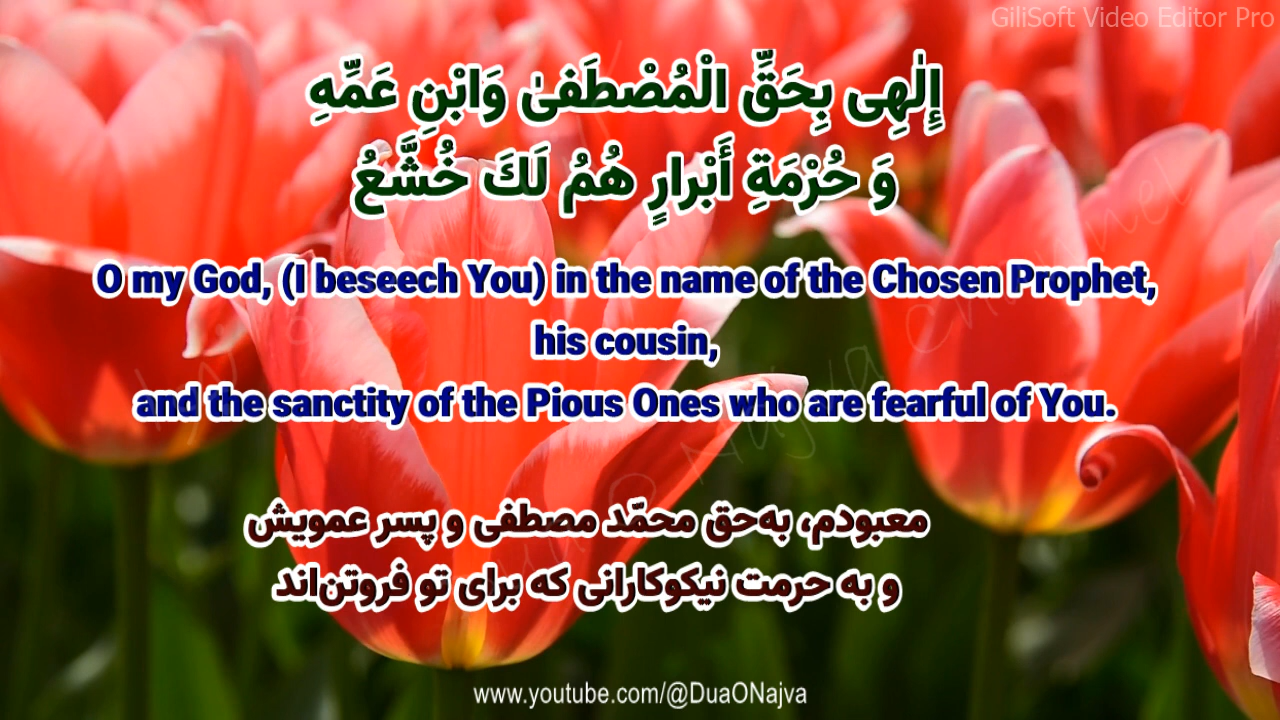 GiliSoft Video Editor Pro
إِلٰهِی بِحَقِّ الْمُصْطَفىٰ وَابْنِ عَمِّهِ
وَ حُرْمَةِ أَبْرارٍ هُمُ لَكَ خُشَّعُ
O my God, (I beseech You) in the name of the Chosen Prophet,
his cousin,
and the sanctity of the Pious Ones who are fearful of You.
معبودم، به‌حق محمّد مصطفی و پسر عمویش
و به حرمت نیکوکارانی که برای تو فروتن‌اند
www.youtube.com/@DuaONajva